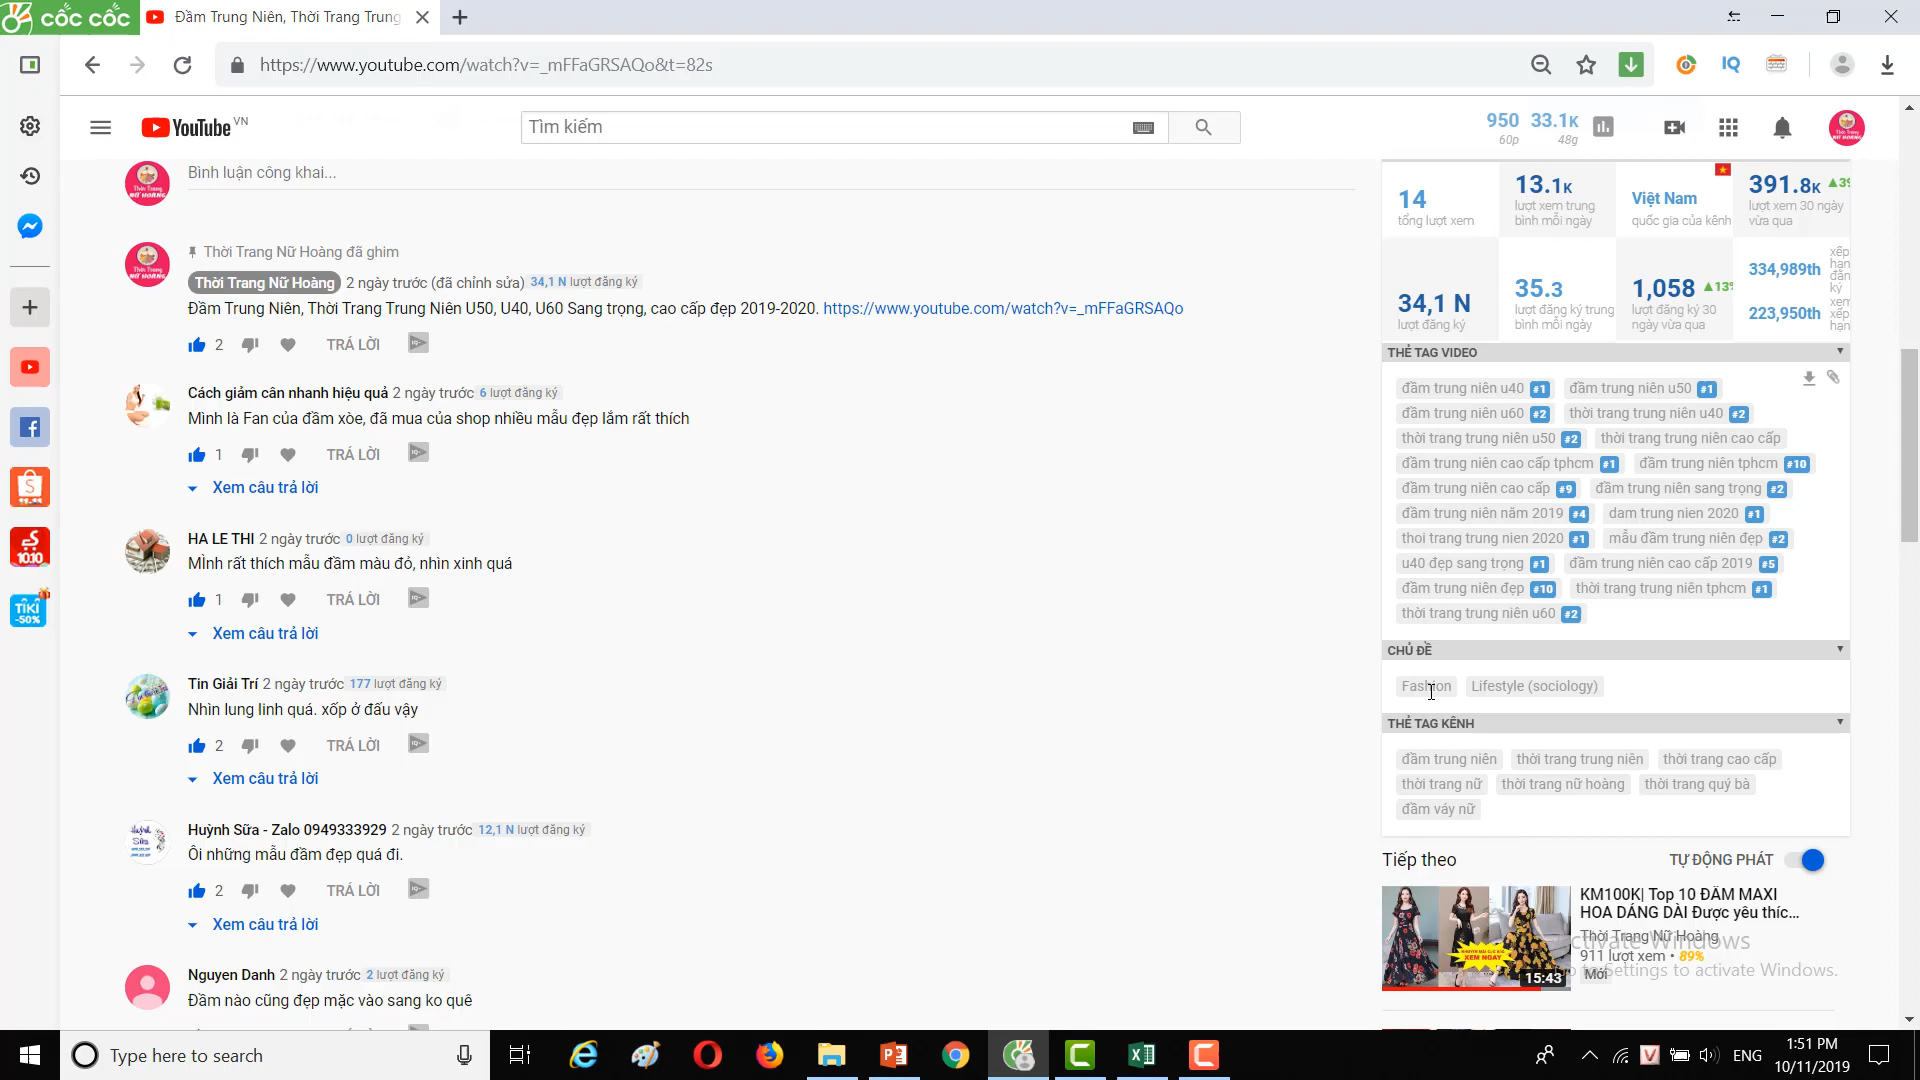 cốc cốc
Đầm Trung Niên, Thời Trang Trung
https://www.youtube.com/watch?v=_mFFaGRSAQo&t=82s
IQ
YouTube VN
Tìm kiếm
950 33.1K
60p 48g
Bình luận công khai...
Thời Trang Nữ Hoàng đã ghim
Thời Trang Nữ Hoàng 2 ngày trước (đã chỉnh sửa) 34,1 N lượt đăng ký
Đầm Trung Niên, Thời Trang Trung Niên U50, U40, U60 Sang trọng, cao cấp đẹp 2019-2020. https://www.youtube.com/watch?v=_mFFaGRSAQo
2 TRẢ LỜI
Cách giảm cân nhanh hiệu quả 2 ngày trước 6 lượt đăng ký
Mình là Fan của đầm xòe, đã mua của shop nhiều mẫu đẹp lắm rất thích
1 TRẢ LỜI
Xem câu trả lời
HA LE THI 2 ngày trước 0 lượt đăng ký
MÌnh rất thích mẫu đầm màu đỏ, nhìn xinh quá
1 TRẢ LỜI
Xem câu trả lời
Tin Giải Trí 2 ngày trước 177 lượt đăng ký
Nhìn lung linh quá. xốp ở đấu vậy
2 TRẢ LỜI
Xem câu trả lời
Huỳnh Sữa - Zalo 0949333929 2 ngày trước 12,1 N lượt đăng ký
Ôi những mẫu đầm đẹp quá đi.
2 TRẢ LỜI
Xem câu trả lời
Nguyen Danh 2 ngày trước 2 lượt đăng ký
Đầm nào cũng đẹp mặc vào sang ko quê
14
tổng lượt xem
13.1K
lượt xem trung
bình mỗi ngày
Việt Nam
quốc gia của kênh
391.8K
lượt xem 30 ngày
vừa qua
34,1 N
lượt đăng ký
35.3
lượt đăng ký trung
bình mỗi ngày
1,058 ▲13%
lượt đăng ký 30
ngày vừa qua
334,989th
223,950th
THẺ TAG VIDEO
đầm trung niên u40 #1 đầm trung niên u50 #1
đầm trung niên u60 #2 thời trang trung niên u40 #2
thời trang trung niên u50 #2 thời trang trung niên cao cấp
đầm trung niên cao cấp tphcm #1 đầm trung niên tphcm #10
đầm trung niên cao cấp #9 đầm trung niên sang trọng #2
đầm trung niên năm 2019 #4 dam trung nien 2020 #1
thoi trang trung nien 2020 #1 mẫu đầm trung niên đẹp #2
u40 đẹp sang trọng #1 đầm trung niên cao cấp 2019 #5
đầm trung niên đẹp #10 thời trang trung niên tphcm #1
thời trang trung niên u60 #2
CHỦ ĐỀ
Fashion Lifestyle (sociology)
THẺ TAG KÊNH
đầm trung niên thời trang trung niên thời trang cao cấp
thời trang nữ thời trang nữ hoàng thời trang quý bà
đầm váy nữ
Tiếp theo TỰ ĐỘNG PHÁT
KM100K| Top 10 ĐẦM MAXI
HOA DÁNG DÀI Được yêu thíc...
Thời Trang Nữ Hoàng
911 lượt xem • 89%
Mới
XEM NGAY
15:43
Activate Windows
Go to Settings to activate Windows.
10.10
TIKI
-50%
Type here to search
ENG
1:51 PM
10/11/2019